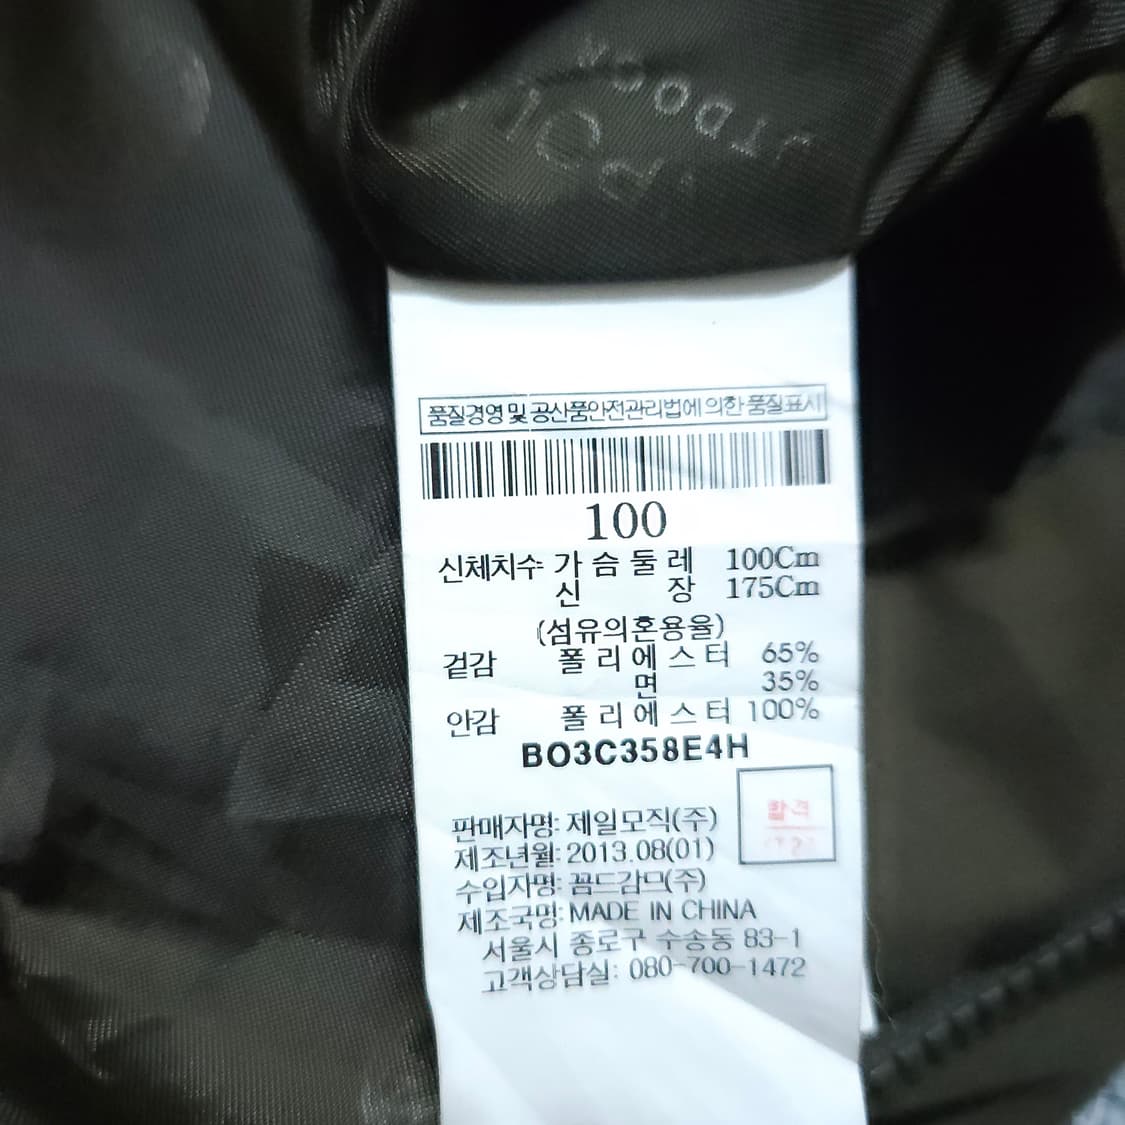 품질경영 및 공산품안전관리법에 의한 품질표시
100
신체치수 가슴둘레 100Cm
신 장 175Cm
(섬유의혼용율)
겉감 폴리에스터 65%
면 35%
안감 폴리에스터 100%
BO3C358E4H
합격
판매자명: 제일모직(주)
제조년월: 2013.08(01)
수입자명: 꼼드감므(주)
제조국명: MADE IN CHINA
서울시 종로구 수송동 83-1
고객상담실: 080-700-1472